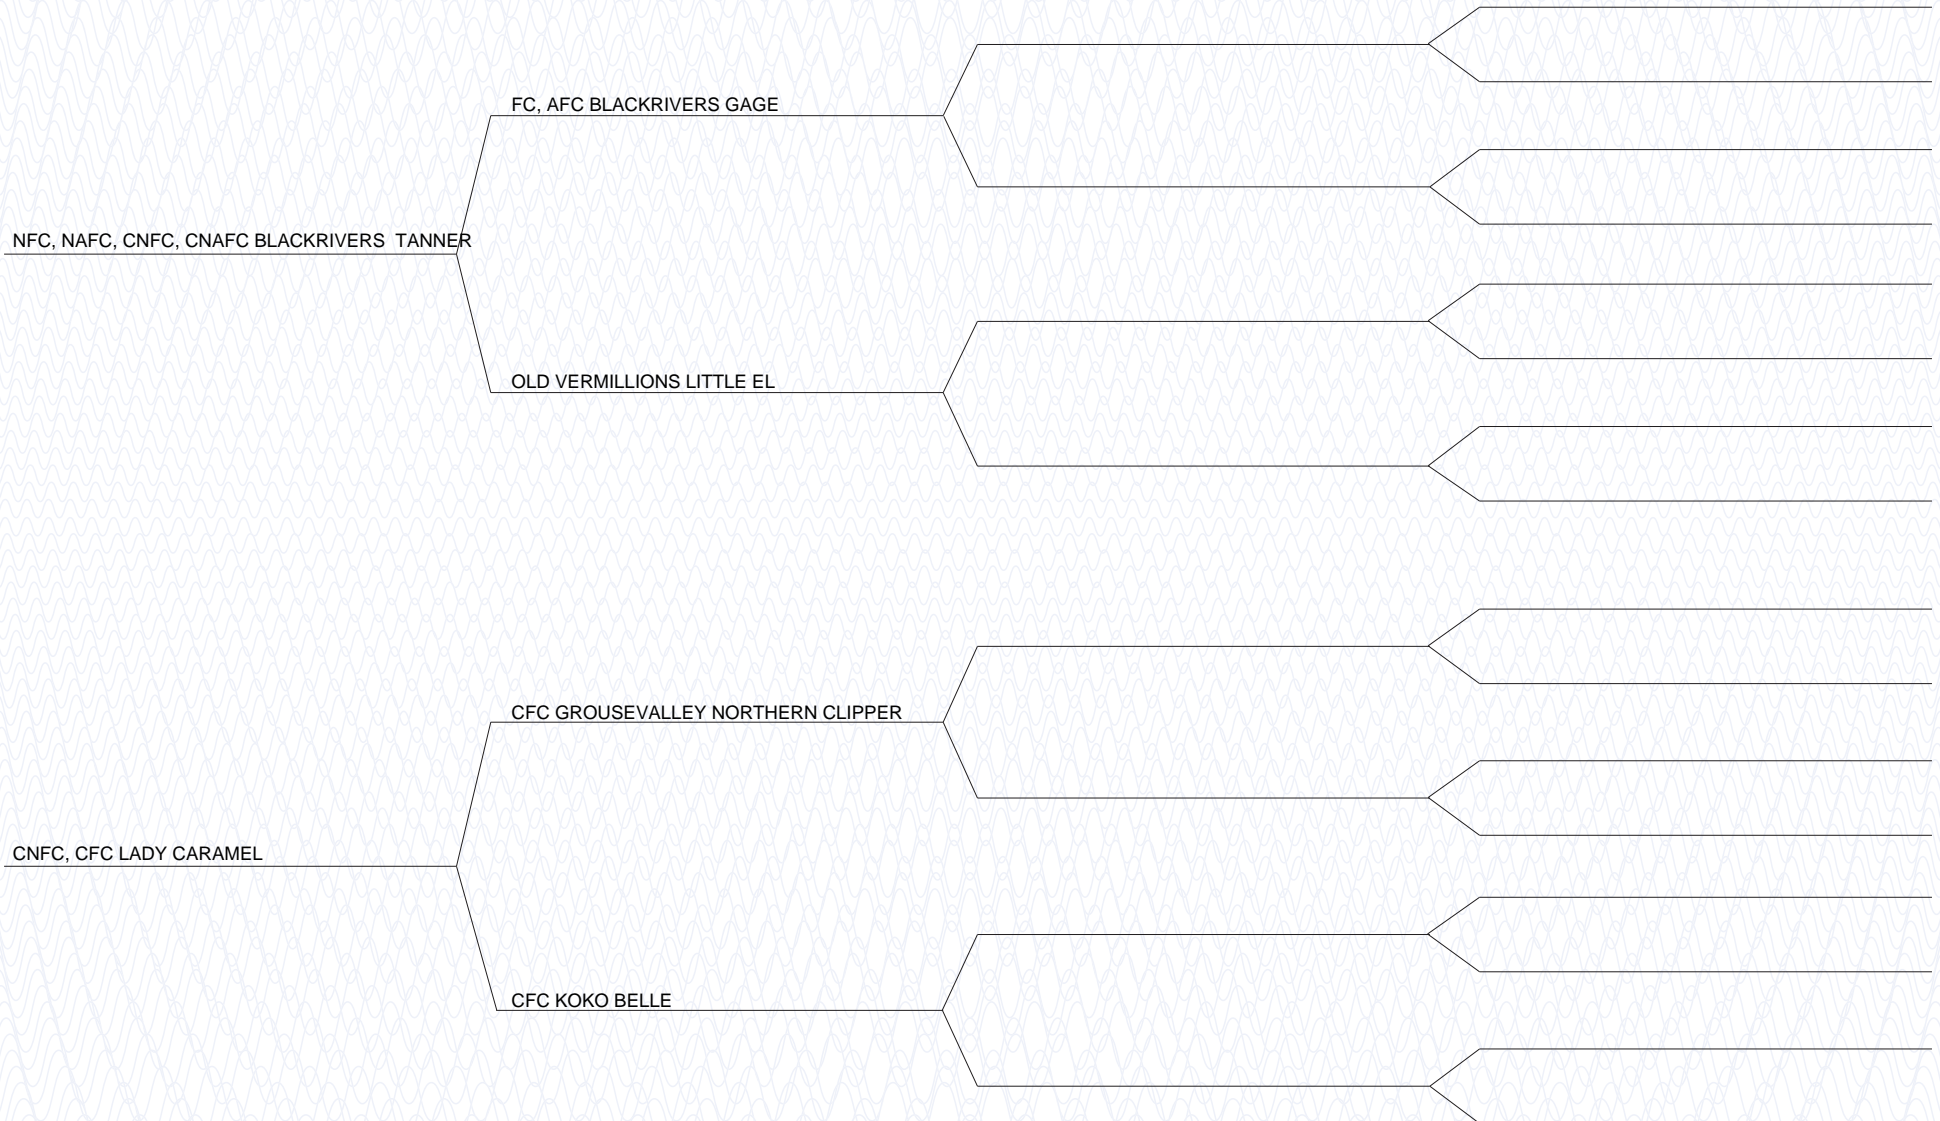 FC, AFC BLACKRIVERS GAGE
NFC, NAFC, CNFC, CNAFC BLACKRIVERS  TANNER
OLD VERMILLIONS LITTLE EL
CFC GROUSEVALLEY NORTHERN CLIPPER
CNFC, CFC LADY CARAMEL
CFC KOKO BELLE